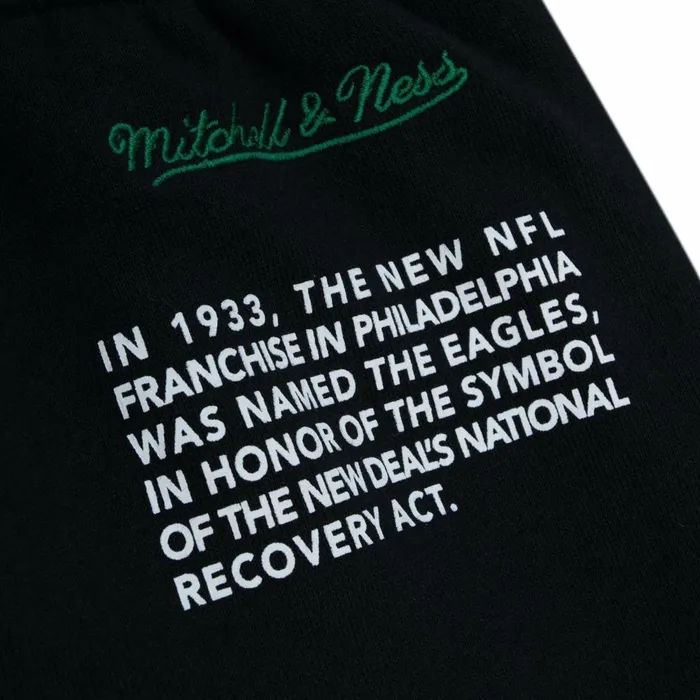 Mitchell & Ness
IN 1933, THE NEW NFL
FRANCHISE IN PHILADELPHIA
WAS NAMED THE EAGLES,
IN HONOR OF THE SYMBOL
OF THE NEW DEAL'S NATIONAL
RECOVERY ACT.